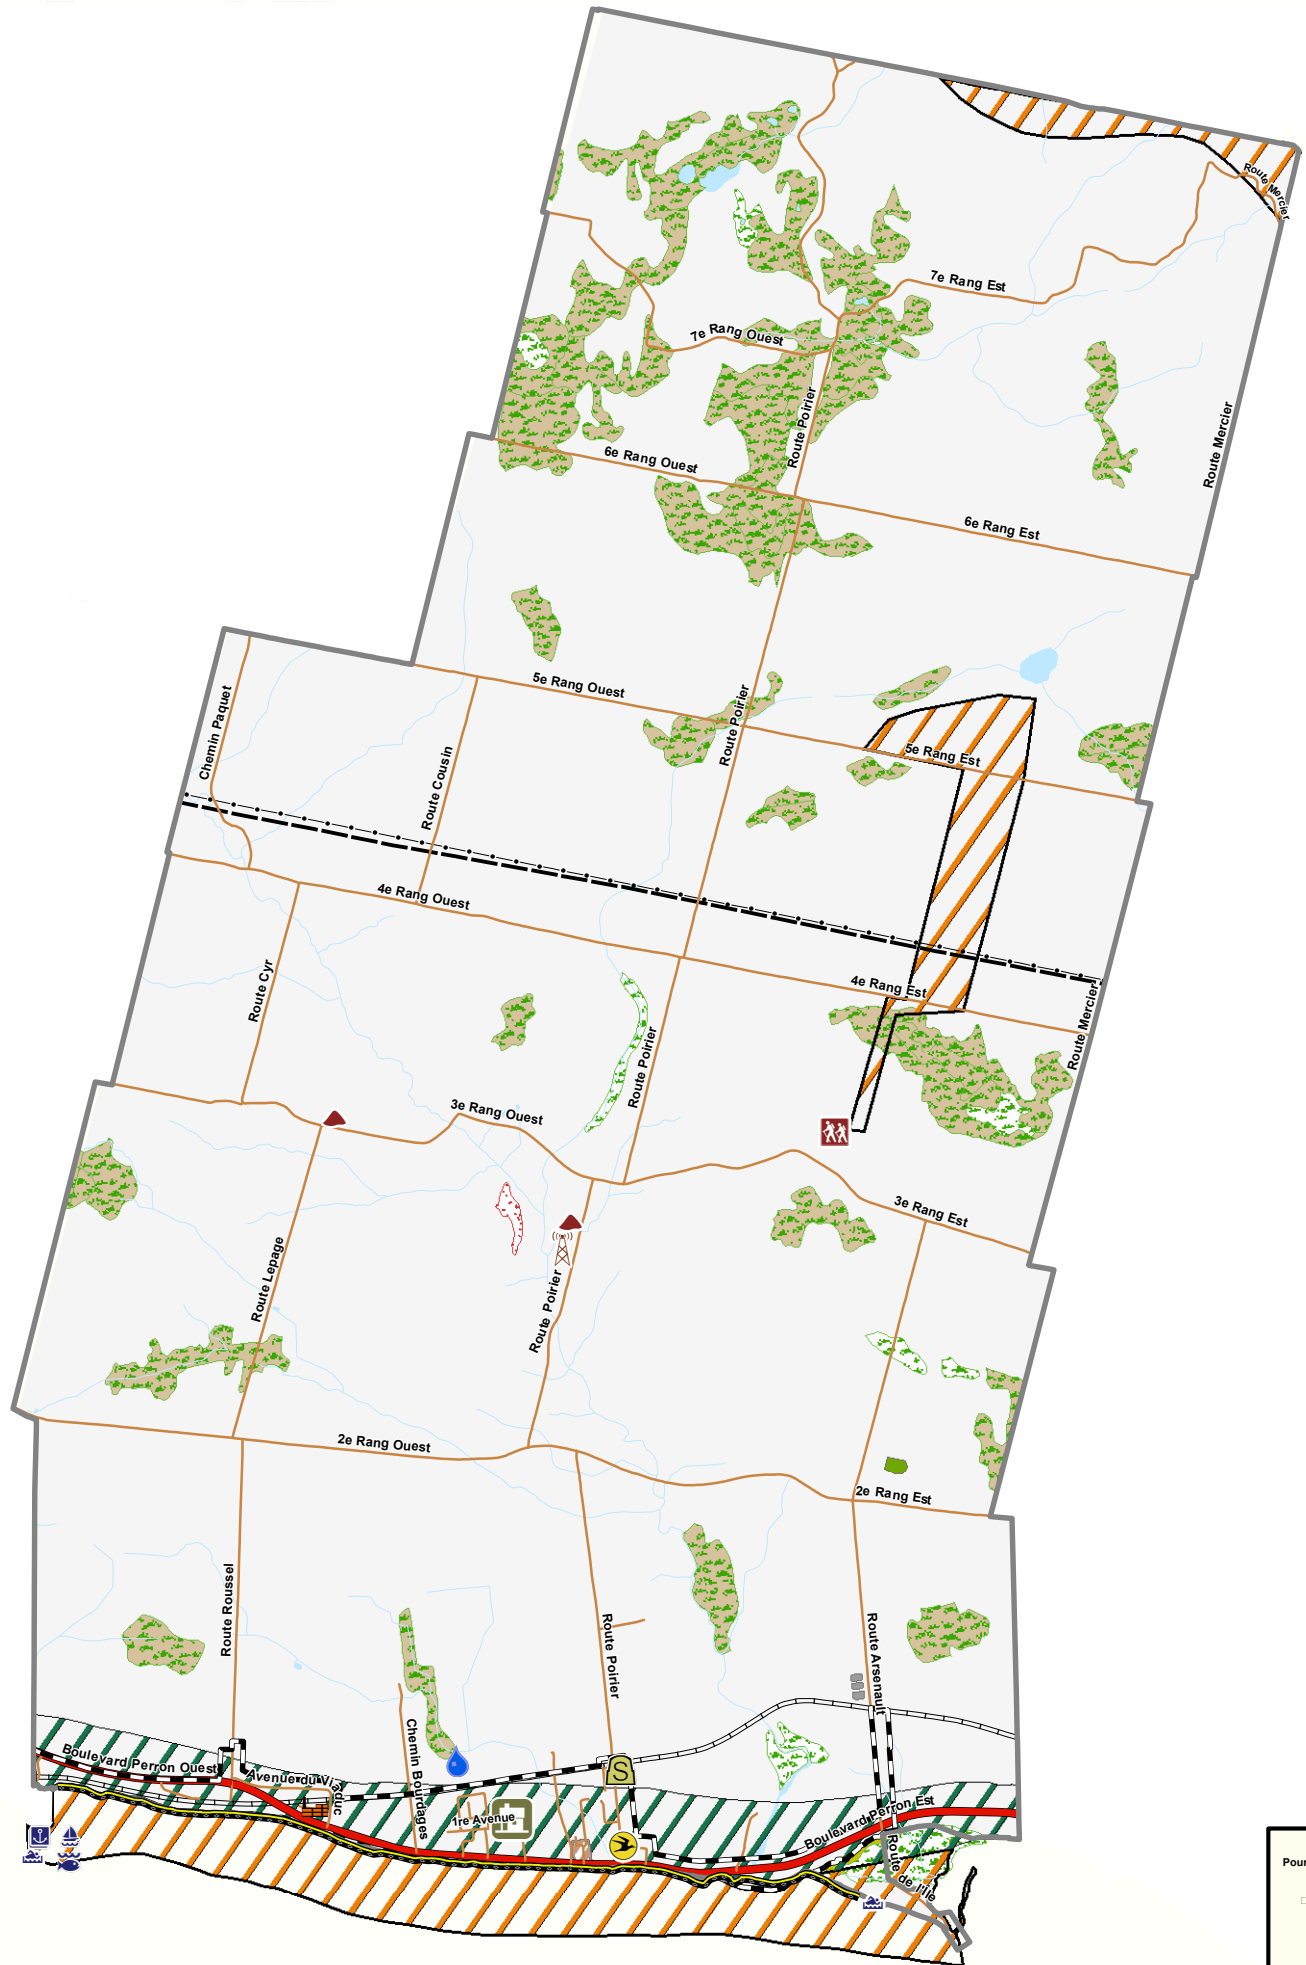 Route Mercier
7e Rang Est
7e Rang Ouest
Route Poirier
Route Mercier
6e Rang Ouest
6e Rang Est
5e Rang Ouest
Chemin Paquet
Route Poirier
5e Rang Est
Route Cousin
4e Rang Ouest
4e Rang Est
Route Cyr
Route Mercier
Route Poirier
3e Rang Ouest
3e Rang Est
Route Lepage
Route Poirier
2e Rang Ouest
2e Rang Est
Route Roussel
Route Poirier
Route Arsenault
Boulevard Perron Ouest
Avenue du Viaduc
Chemin Bourdages
S
1re Avenue
Boulevard Perron Est
Route de l'Île
Pour